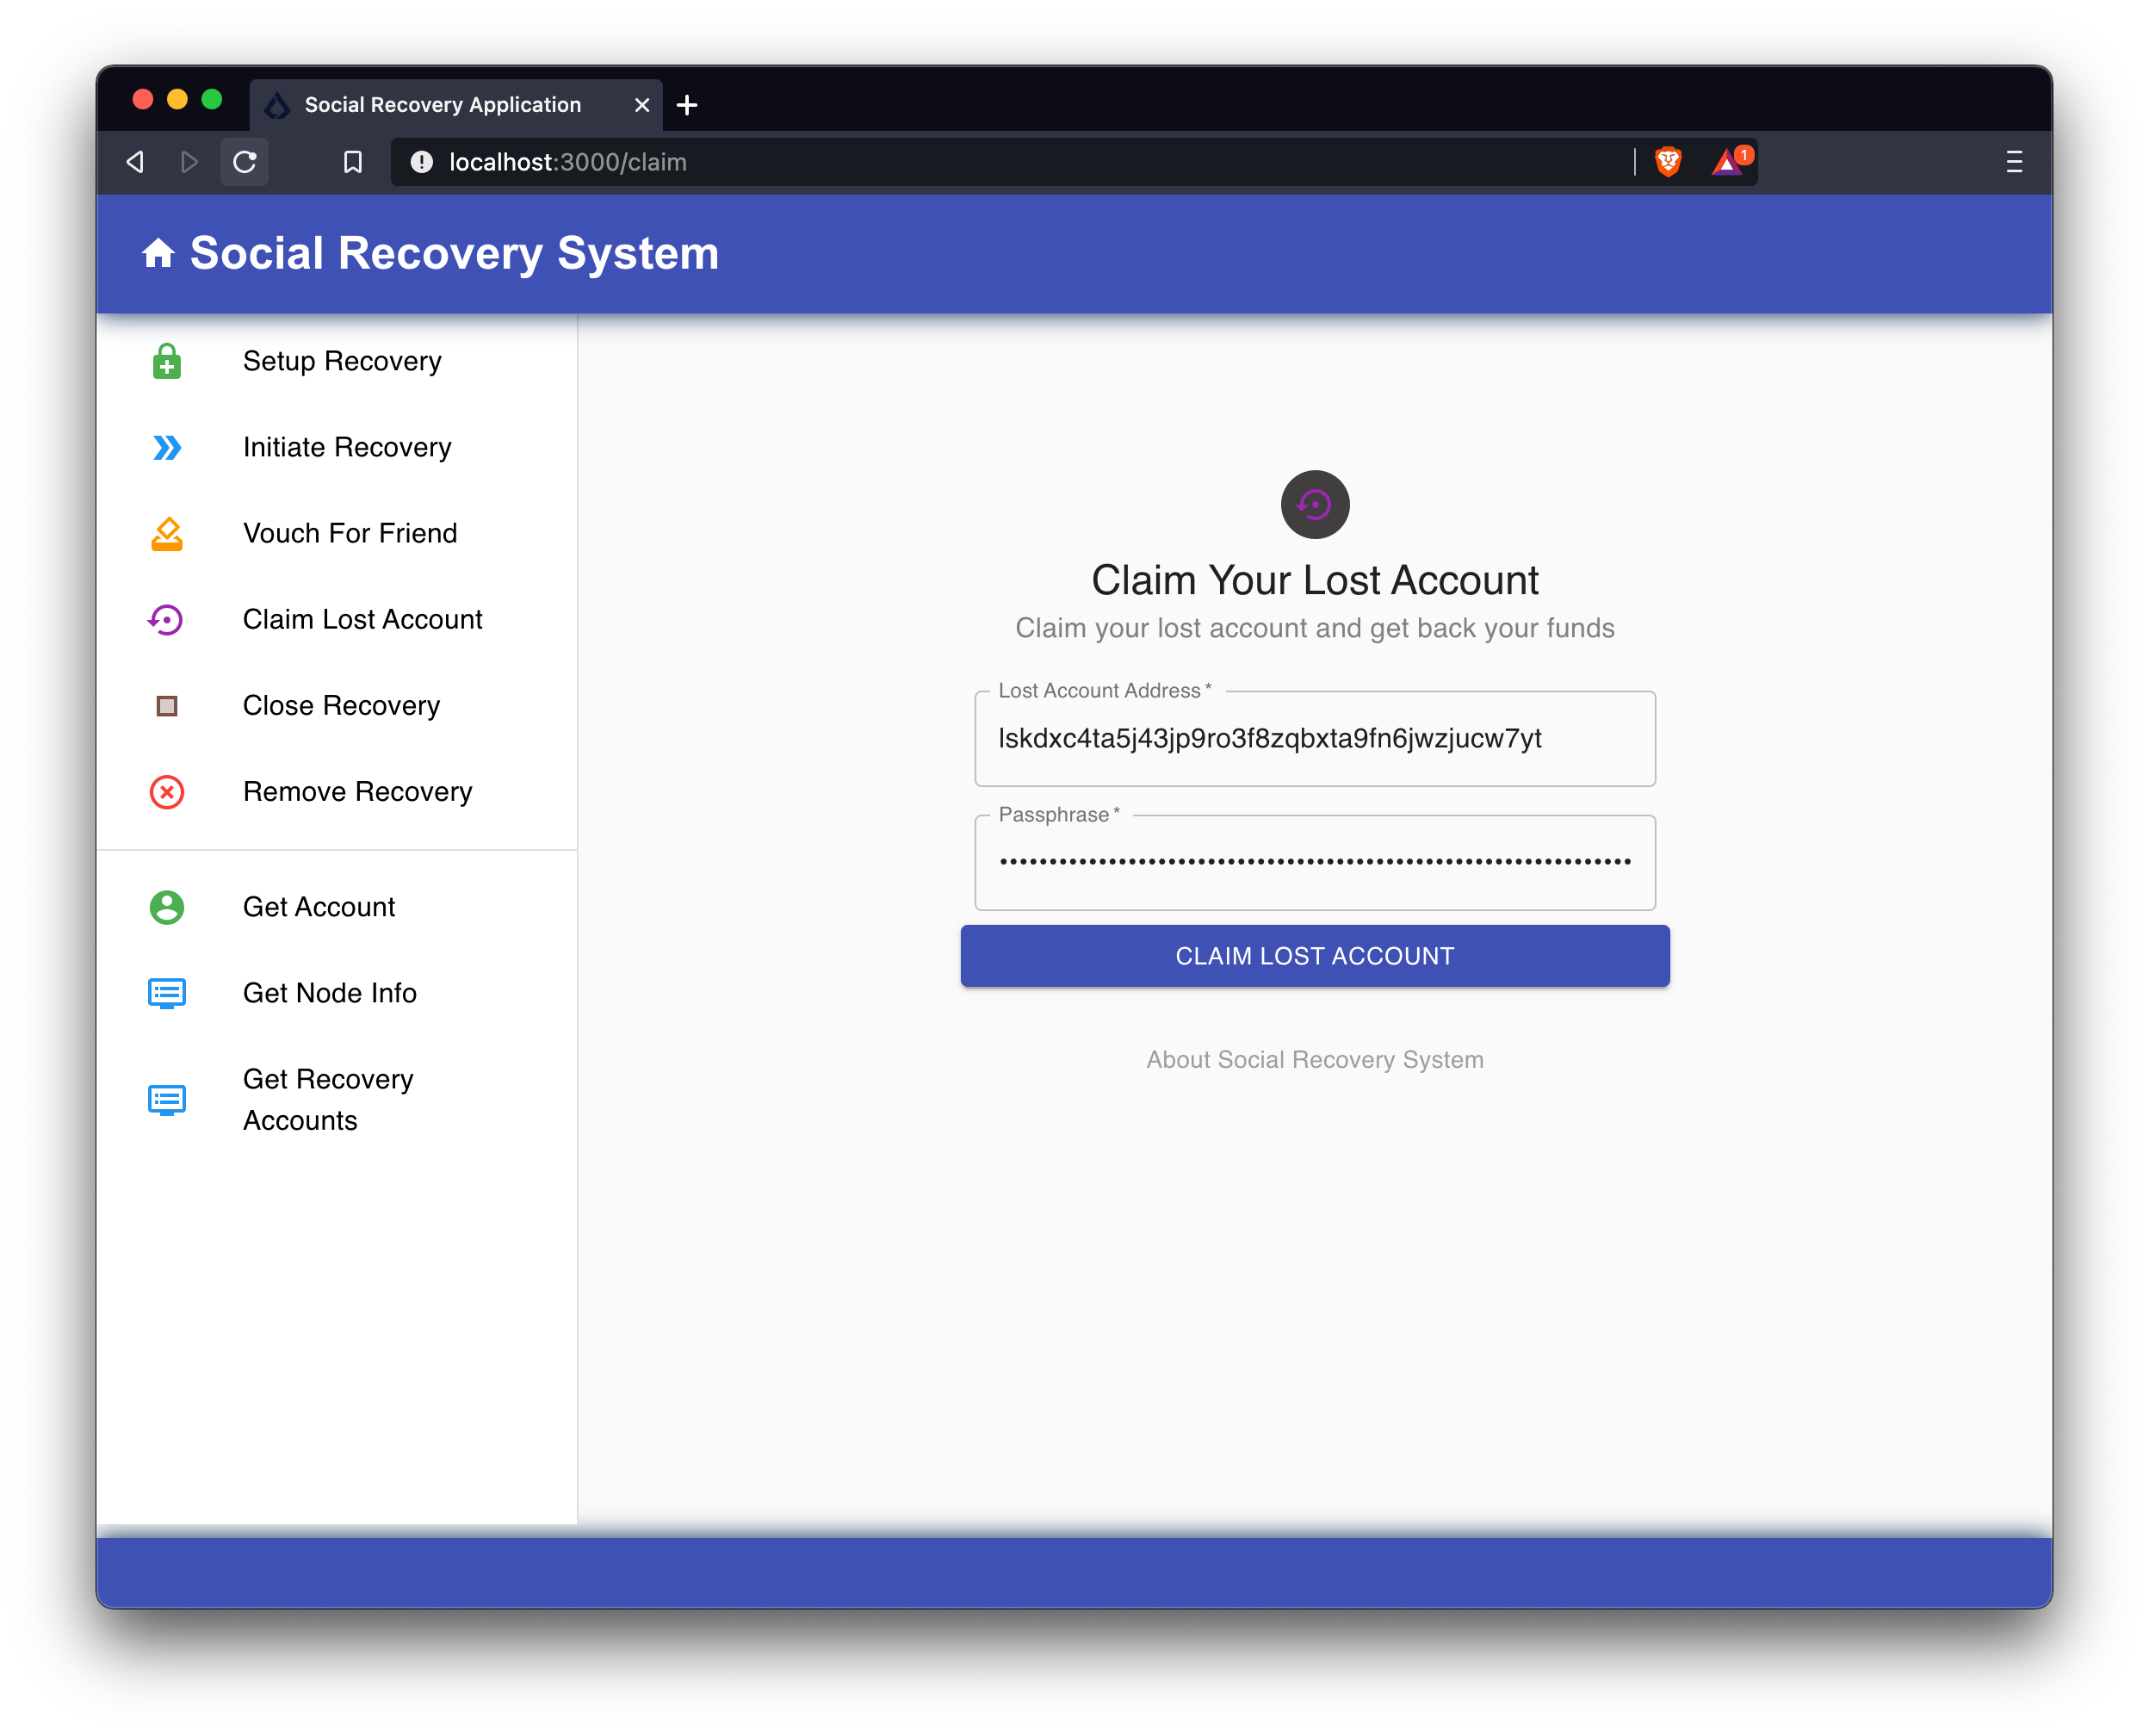 Social Recovery Application
localhost:3000/claim
1
Social Recovery System
Setup Recovery
Initiate Recovery
Vouch For Friend
Claim Lost Account
Close Recovery
Remove Recovery
Get Account
Get Node Info
Get Recovery
Accounts
Claim Your Lost Account
Claim your lost account and get back your funds
Lost Account Address *
lskdxc4ta5j43jp9ro3f8zqbxta9fn6jwzjucw7yt
Passphrase *
••••••••••••••••••••••••••••••••••••••••••••••••••••••••••••••••
CLAIM LOST ACCOUNT
About Social Recovery System